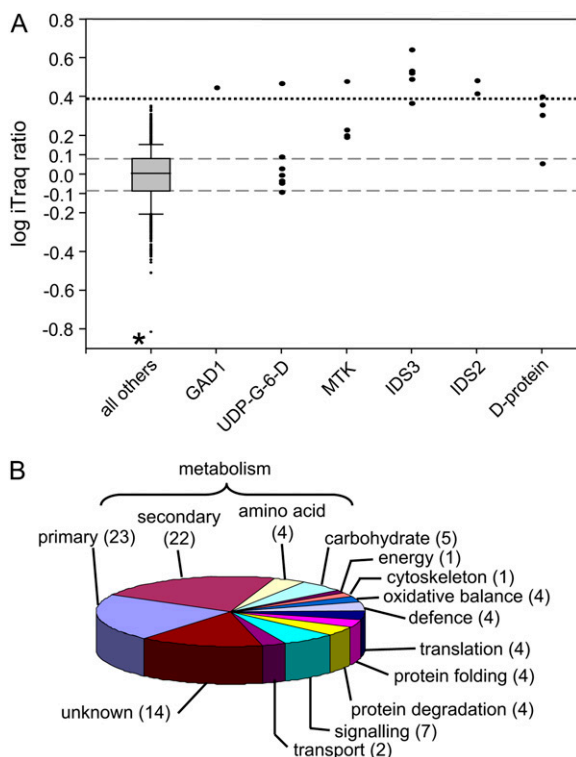 A
log iTraq ratio
0.8
0.6
0.4
0.2
0.1
0.0
-0.1
-0.2
-0.4
-0.6
-0.8
*
all others
GAD1
UDP-G-6-D
MTK
IDS3
IDS2
D-protein
B
metabolism
primary (23)
secondary (22)
amino acid (4)
carbohydrate (5)
energy (1)
cytoskeleton (1)
oxidative balance (4)
defence (4)
translation (4)
protein folding (4)
protein degradation (4)
signalling (7)
transport (2)
unknown (14)